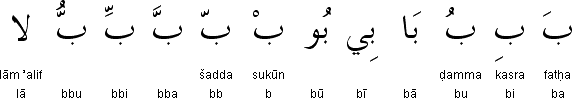 بَ بِ بُ بَا بِي بُو بْ بّ بَّ بِّ بُّ لا
lām ’alif šadda sukūn ḍamma kasra fatḥa
lā bbu bbi bba bb b bū bī bā bu bi ba